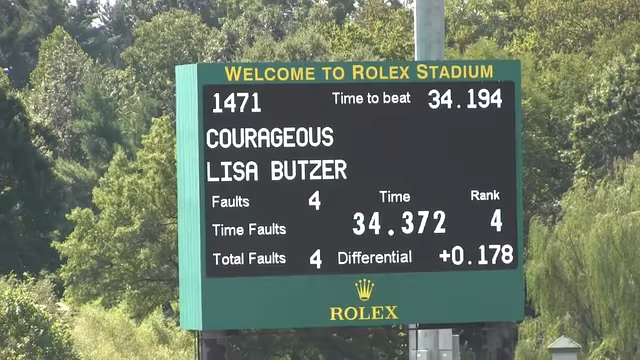 WELCOME TO ROLEX STADIUM
1471 Time to beat 34.194
COURAGEOUS
LISA BUTZER
Faults 4 Time Rank
Time Faults 34.372 4
Total Faults 4 Differential +0.178
ROLEX